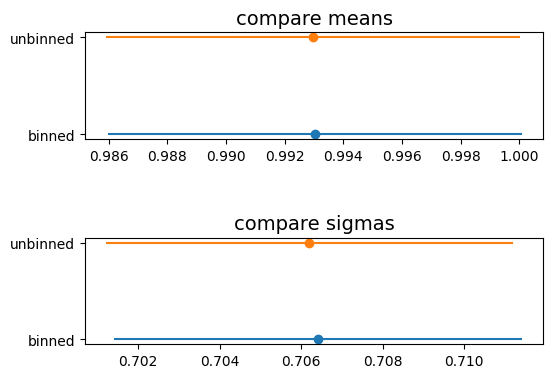 compare means
unbinned
binned
0.986 0.988 0.990 0.992 0.994 0.996 0.998 1.000
compare sigmas
unbinned
binned
0.702 0.704 0.706 0.708 0.710